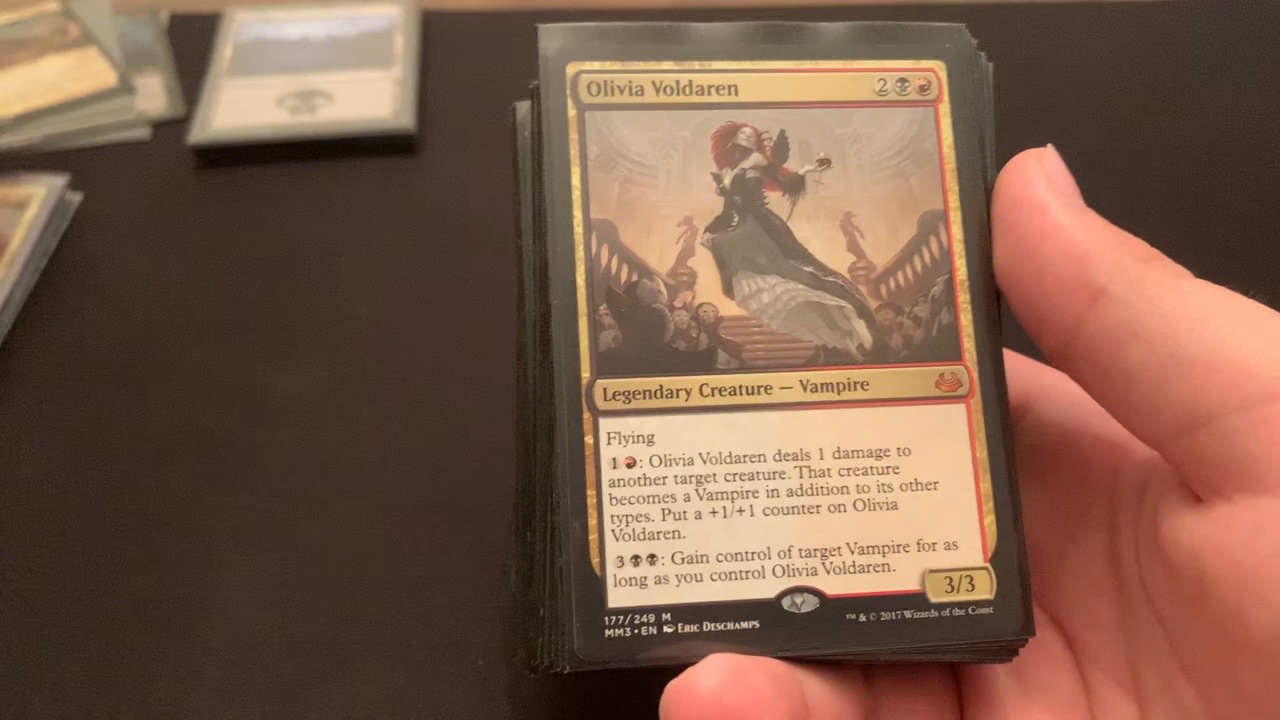 Olivia Voldaren 2
Legendary Creature — Vampire
Flying
1 : Olivia Voldaren deals 1 damage to
another target creature. That creature
becomes a Vampire in addition to its other
types. Put a +1/+1 counter on Olivia
Voldaren.
3 : Gain control of target Vampire for as
long as you control Olivia Voldaren.
3/3
177/249 M
MM3 • EN Eric Deschamps
™ & © 2017 Wizards of the Coast